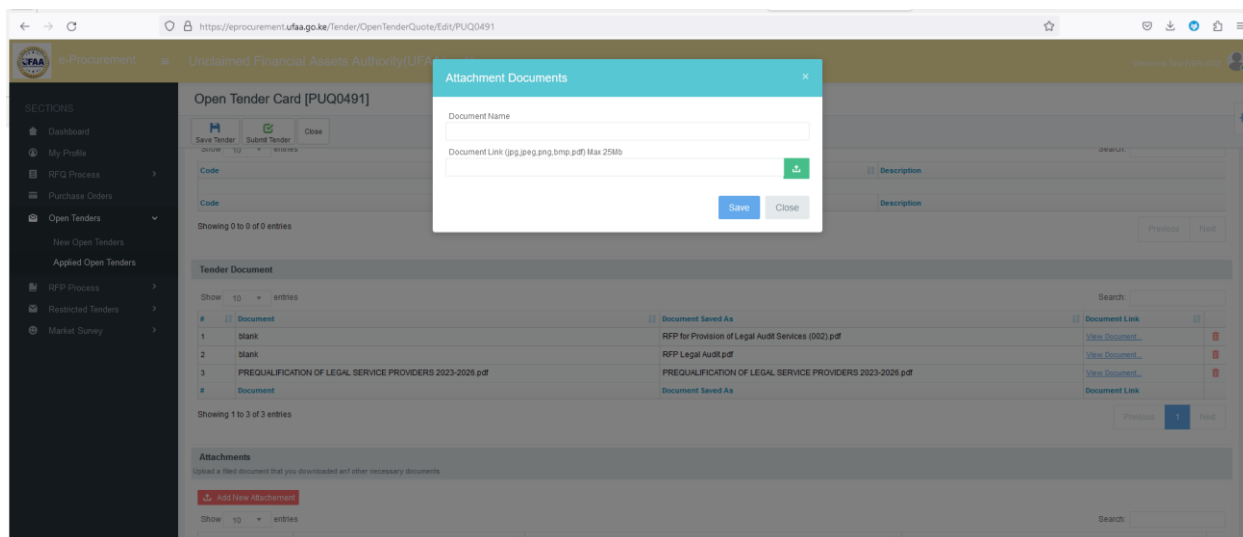 https://eprocurement.ufaa.go.ke/Tender/OpenTenderQuote/Edit/PUQ0491
UFAA
e-Procurement
Unclaimed Financial Assets Authority(UFAA
SECTIONS
Dashboard
My Profile
RFQ Process
Purchase Orders
Open Tenders
New Open Tenders
Applied Open Tenders
RFP Process
Restricted Tenders
Market Survey
Open Tender Card [PUQ0491]
Save Tender Submit Tender Close
Show 10 entries Search:
Code Description
Code Description
Showing 0 to 0 of 0 entries
Previous Next
Attachment Documents ×
Document Name
Document Link (jpg,jpeg,png,bmp,pdf) Max 25Mb
Save Close
Tender Document
Show 10 entries Search:
# Document Document Saved As Document Link
1 blank RFP for Provision of Legal Audit Services (002).pdf View Document...
2 blank RFP Legal Audit.pdf View Document...
3 PREQUALIFICATION OF LEGAL SERVICE PROVIDERS 2023-2026.pdf PREQUALIFICATION OF LEGAL SERVICE PROVIDERS 2023-2026.pdf View Document...
# Document Document Saved As Document Link
Showing 1 to 3 of 3 entries
Previous 1 Next
Attachments
Upload a filled document that you downloaded anf other necessary documents
Add New Attachement
Show 10 entries Search: